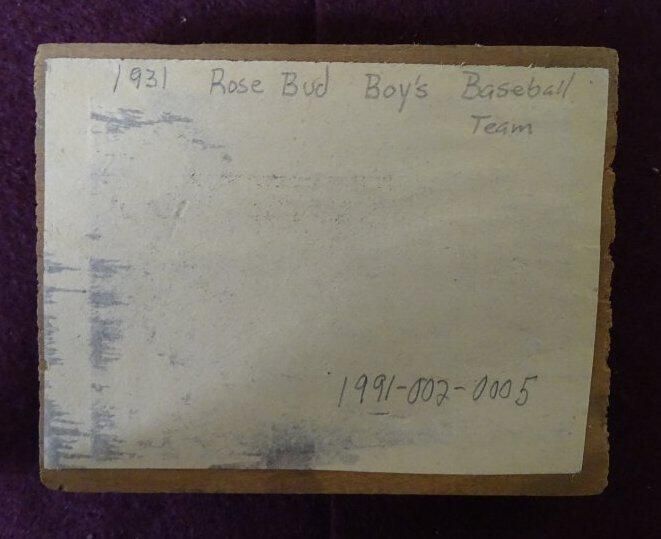 1931 Rose Bud Boy's Baseball
Team
1991-002-0005